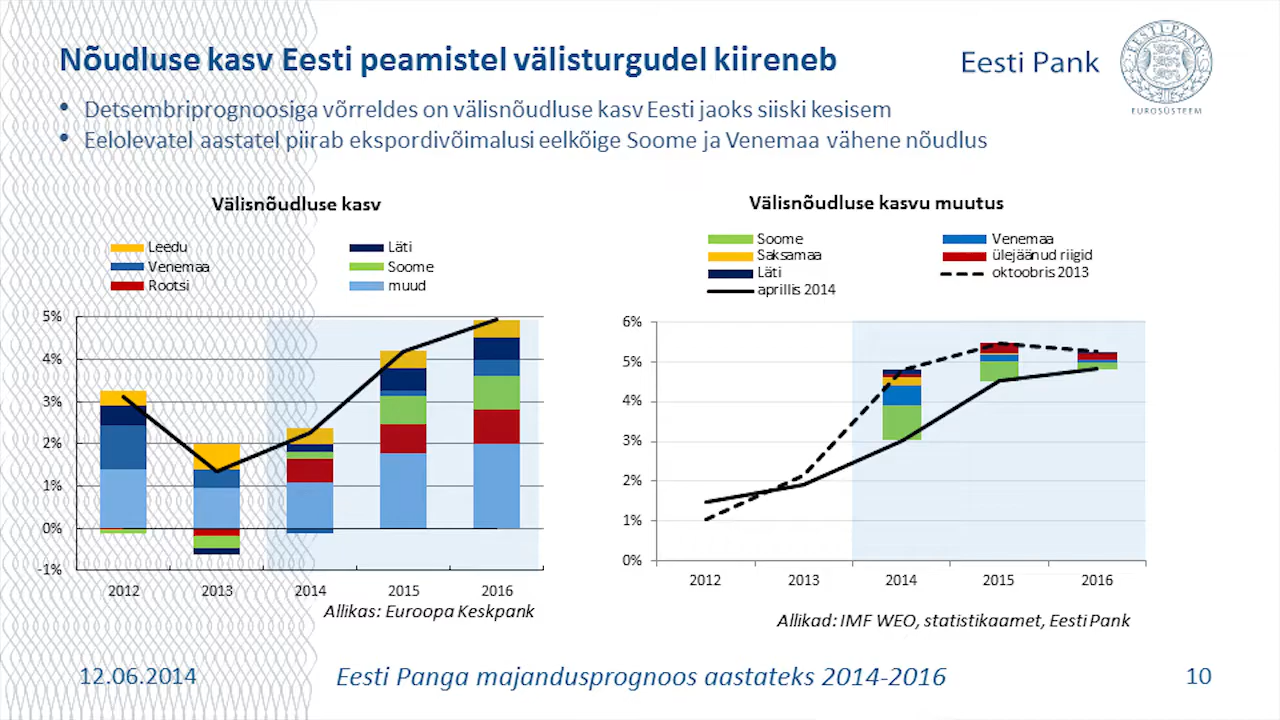 Nõudluse kasv Eesti peamistel välisturgudel kiireneb
Eesti Pank
EESTI PANK
EUROSÜSTEEM
• Detsembriprognoosiga võrreldes on välisnõudluse kasv Eesti jaoks siiski kesisem
• Eelolevatel aastatel piirab ekspordivõimalusi eelkõige Soome ja Venemaa vähene nõudlus
Välisnõudluse kasv
Leedu
Läti
Venemaa
Soome
Rootsi
muud
5%
4%
3%
2%
1%
0%
-1%
2012
2013
2014
2015
2016
Allikas: Euroopa Keskpank
Välisnõudluse kasvu muutus
Soome
Venemaa
Saksamaa
ülejäänud riigid
Läti
oktoobris 2013
aprillis 2014
6%
5%
4%
3%
2%
1%
0%
2012
2013
2014
2015
2016
Allikad: IMF WEO, statistikaamet, Eesti Pank
12.06.2014
Eesti Panga majandusprognoos aastateks 2014-2016
10